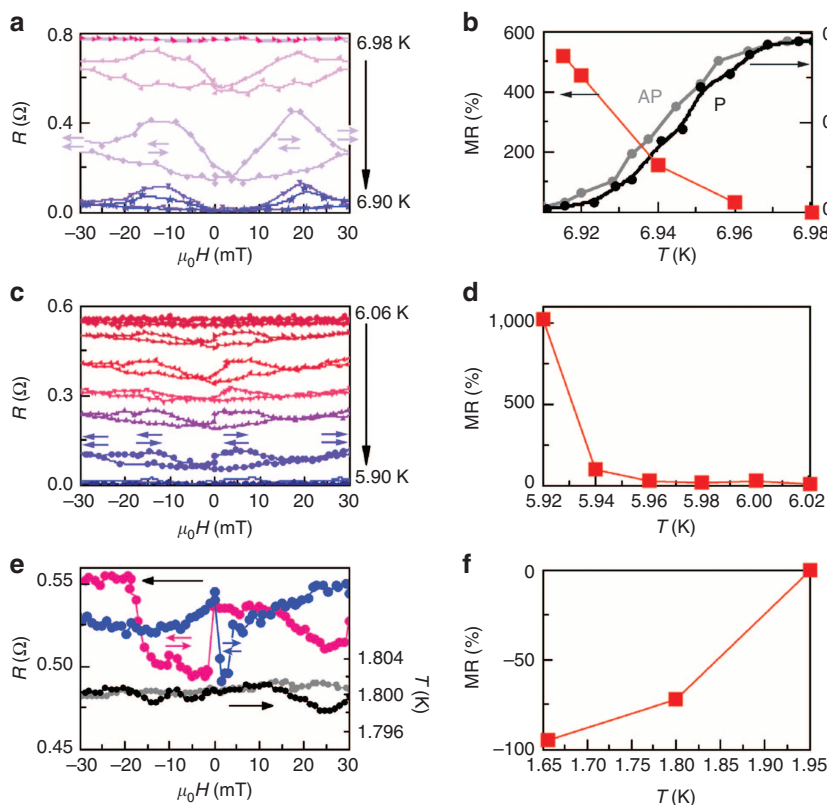 a
0.8
0.4
0.0
R (Ω)
6.98 K
6.90 K
−30 −20 −10 0 10 20 30
μ₀H (mT)
b
600
400
200
MR (%)
AP
P
0
0
0
6.92 6.94 6.96 6.98
T (K)
c
0.6
0.3
0.0
R (Ω)
6.06 K
5.90 K
−30 −20 −10 0 10 20 30
μ₀H (mT)
d
1,000
500
0
MR (%)
5.92 5.94 5.96 5.98 6.00 6.02
T (K)
e
0.55
0.50
0.45
R (Ω)
1.804
1.800
1.796
T (K)
−30 −20 −10 0 10 20 30
μ₀H (mT)
f
0
−50
−100
MR (%)
1.65 1.70 1.75 1.80 1.85 1.90 1.95
T (K)